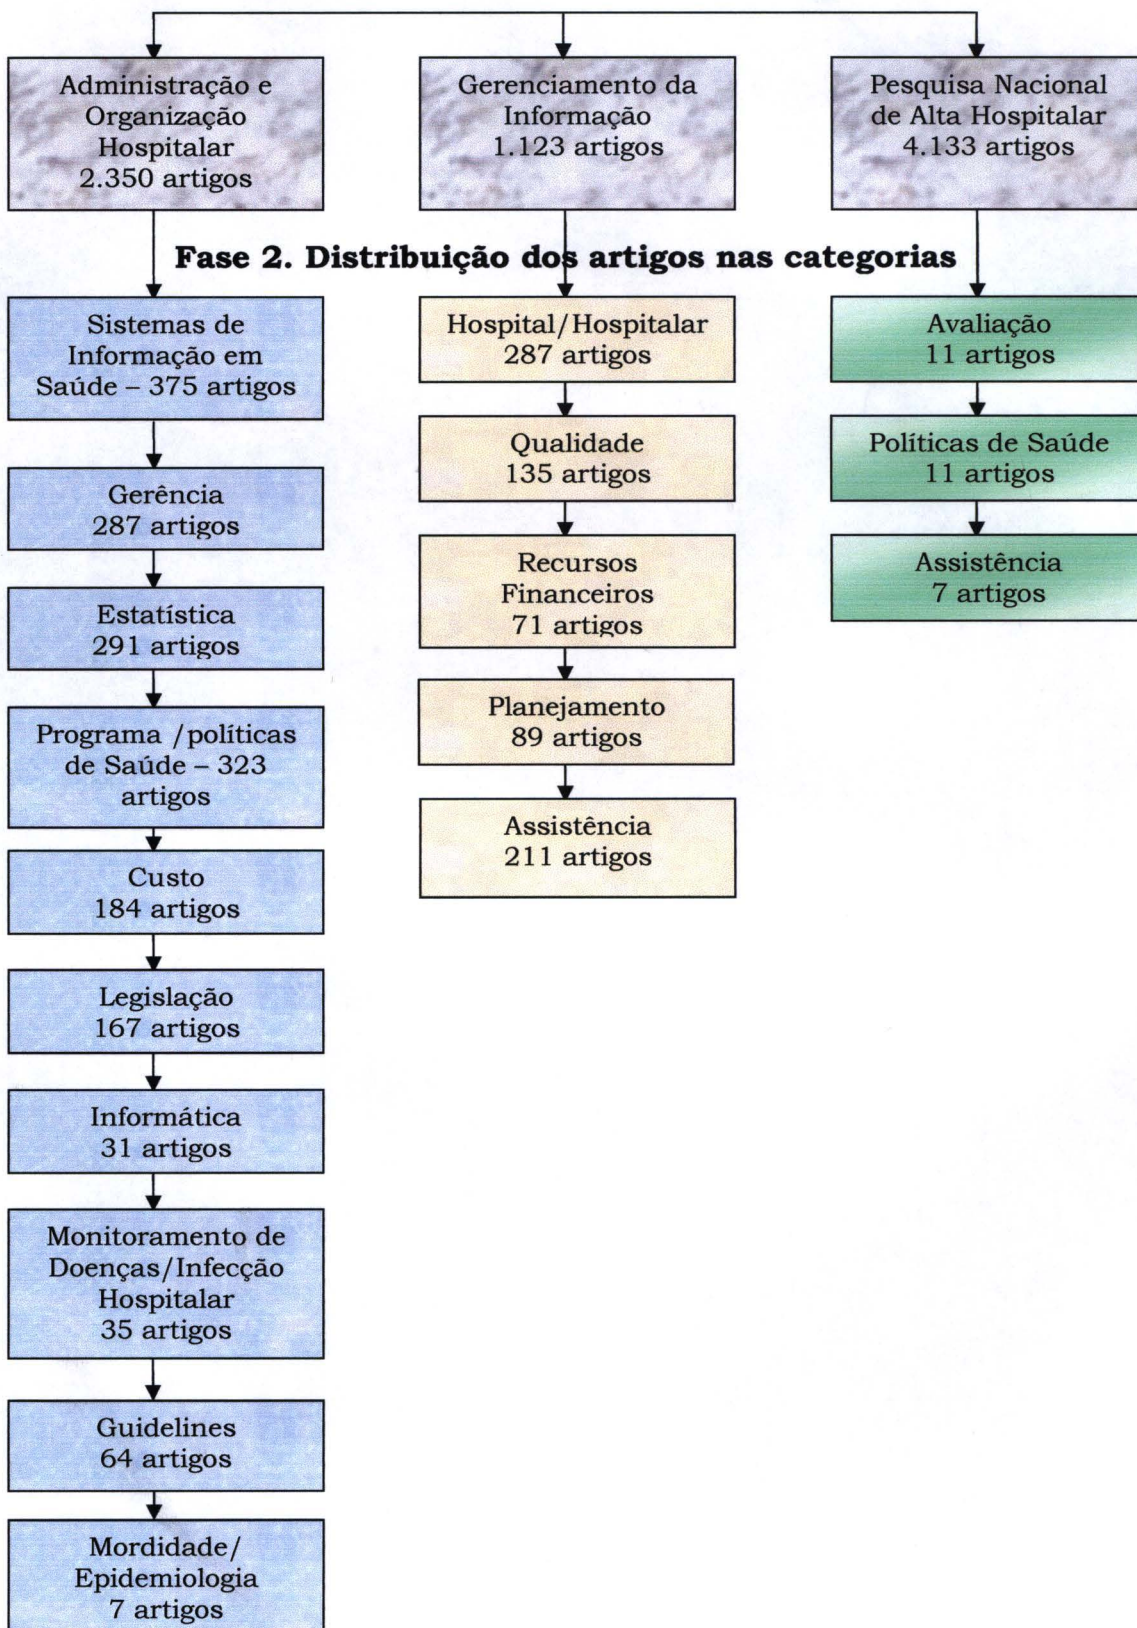 Administração e
Organização
Hospitalar
2.350 artigos
Gerenciamento da
Informação
1.123 artigos
Pesquisa Nacional
de Alta Hospitalar
4.133 artigos
Fase 2. Distribuição dos artigos nas categorias
Sistemas de
Informação em
Saúde – 375 artigos
Gerência
287 artigos
Estatística
291 artigos
Programa /políticas
de Saúde – 323
artigos
Custo
184 artigos
Legislação
167 artigos
Informática
31 artigos
Monitoramento de
Doenças/Infecção
Hospitalar
35 artigos
Guidelines
64 artigos
Mordidade/
Epidemiologia
7 artigos
Hospital/Hospitalar
287 artigos
Qualidade
135 artigos
Recursos
Financeiros
71 artigos
Planejamento
89 artigos
Assistência
211 artigos
Avaliação
11 artigos
Políticas de Saúde
11 artigos
Assistência
7 artigos